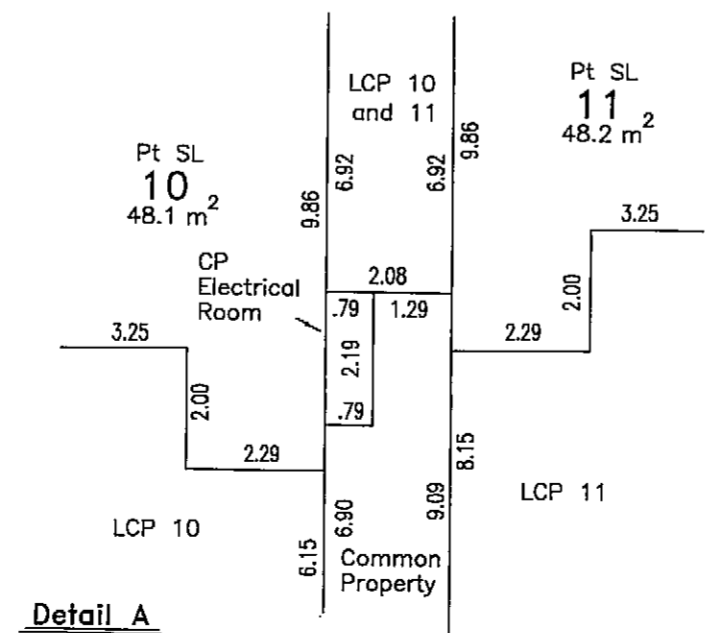 LCP 10
and 11
Pt SL
11
48.2 m²
Pt SL
10
48.1 m²
9.86
6.92
6.92
9.86
3.25
CP
Electrical
Room
2.08
.79
1.29
2.00
3.25
2.19
2.29
2.00
.79
2.29
8.15
LCP 10
6.90
9.09
LCP 11
6.15
Common
Property
Detail A